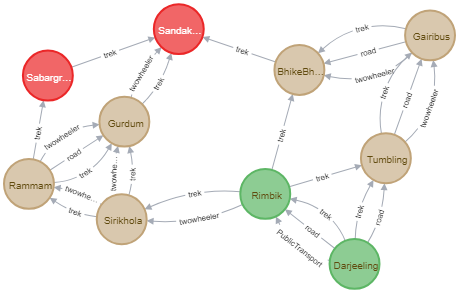 Sandak...
Gairibus
trek
trek
road
trek
twowheeler
BhikeBh...
Sabargr...
twowheeler
trek
Gurdum
trek
twowheeler
road
trek
trek
road
twowheeler
trek
Tumbling
twowhe...
trek
Rammam
twowhe...
trek
Sirikhola
trek
twowheeler
Rimbik
trek
trek
road
PublicTransport
trek
road
Darjeeling